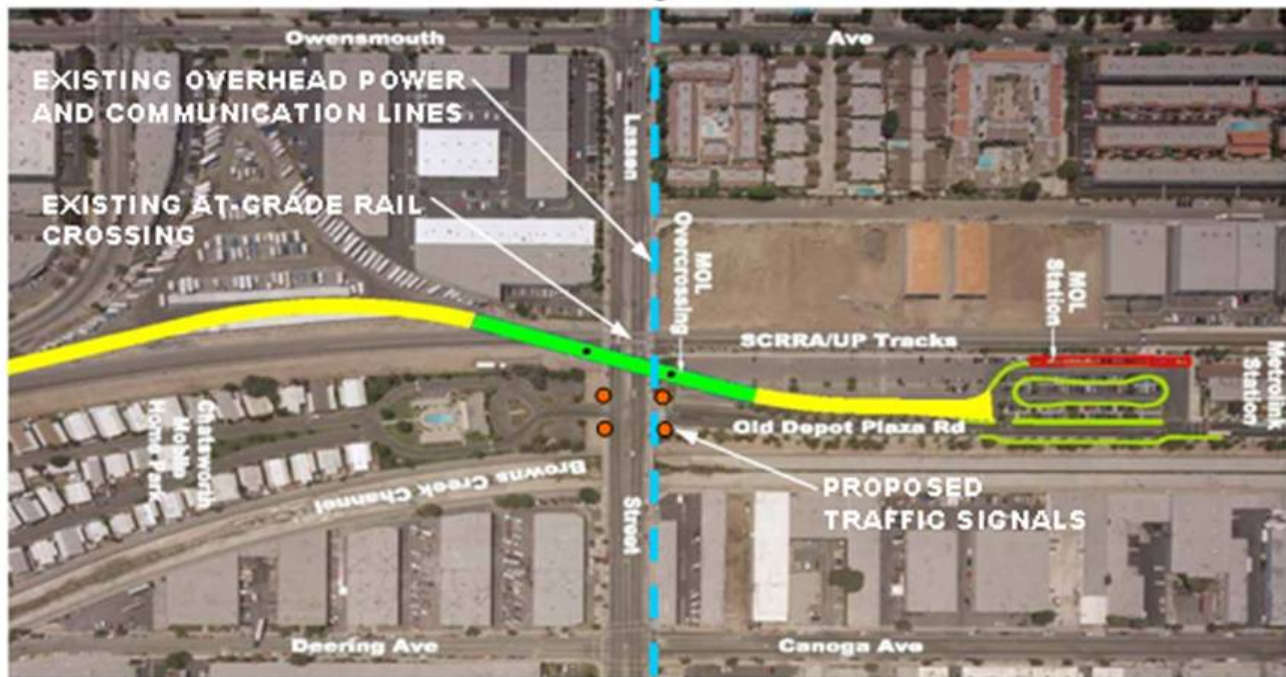 Owensmouth Ave
EXISTING OVERHEAD POWER
AND COMMUNICATION LINES
Lassen
EXISTING AT-GRADE RAIL
CROSSING
MOL
Overcrossing
MOL
Station
SCRRA/UP Tracks
Metrolink
Station
Old Depot Plaza Rd
Chatsworth
Mobile
Home Park
Browns Creek Channel
Street
PROPOSED
TRAFFIC SIGNALS
Deering Ave
Canoga Ave